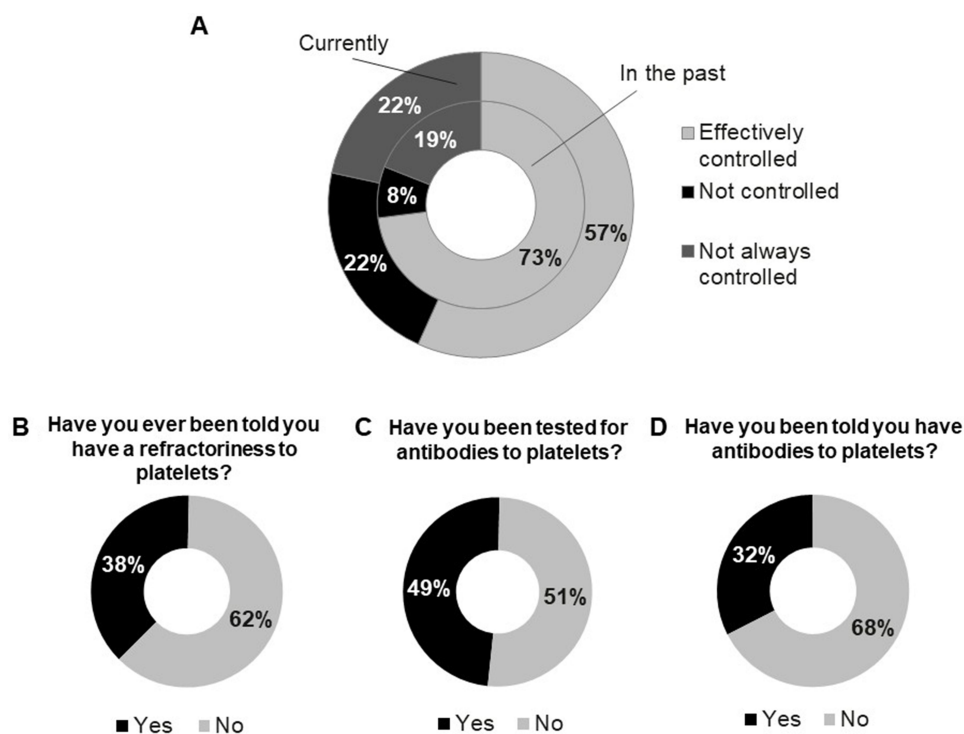 A
Currently
In the past
22%
19%
8%
22%
73%
57%
Effectively
controlled
Not controlled
Not always
controlled
B Have you ever been told you
have a refractoriness to
platelets?
38%
62%
Yes No
C Have you been tested for
antibodies to platelets?
49%
51%
Yes No
D Have you been told you have
antibodies to platelets?
32%
68%
Yes No